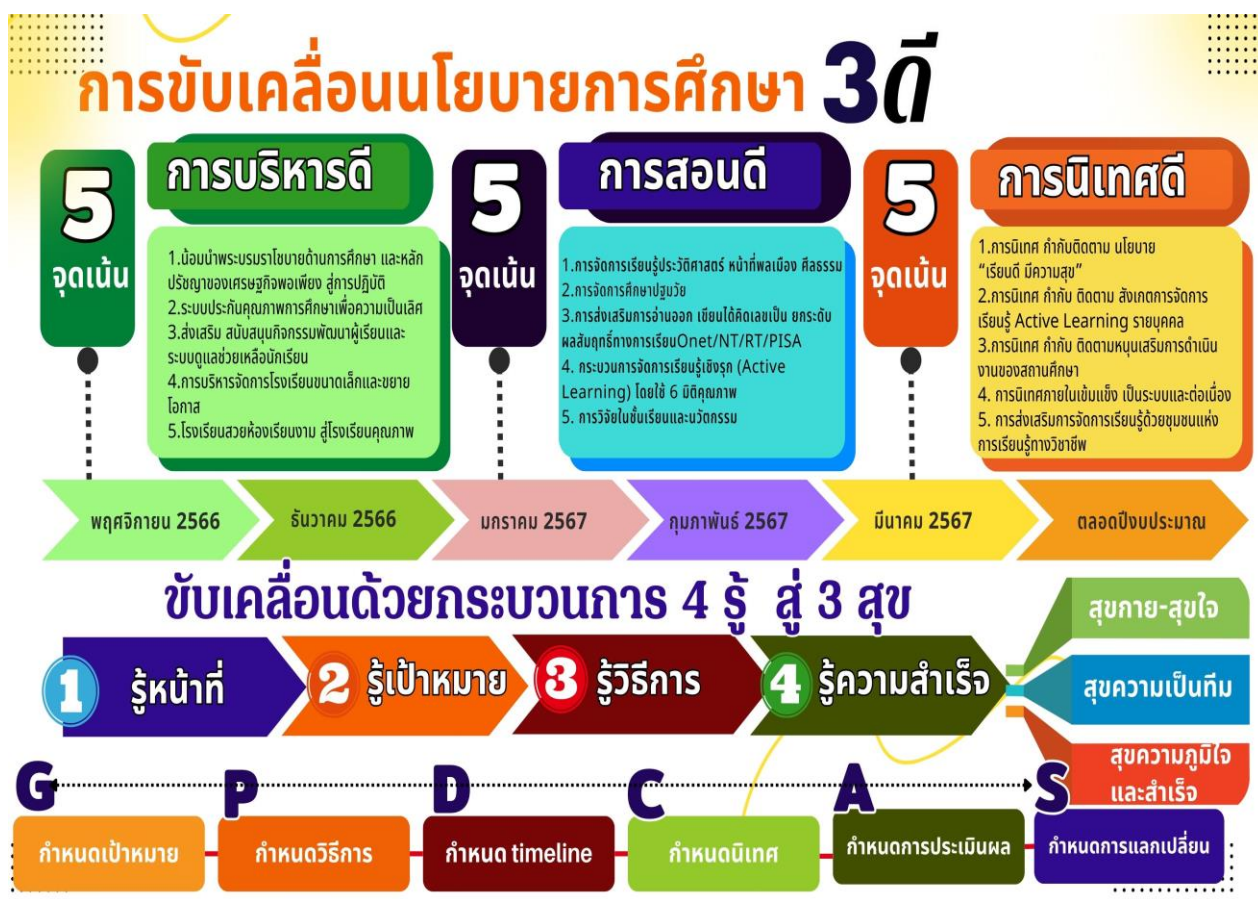 การขับเคลื่อนนโยบายการศึกษา 3ดี
5
จุดเน้น
การบริหารดี
1.น้อมนำพระบรมราโชบายด้านการศึกษา และหลัก
ปรัชญาของเศรษฐกิจพอเพียง สู่การปฏิบัติ
2.ระบบประกันคุณภาพการศึกษาเพื่อความเป็นเลิศ
3.ส่งเสริม สนับสนุนกิจกรรมพัฒนาผู้เรียนและ
ระบบดูแลช่วยเหลือนักเรียน
4.การบริหารจัดการโรงเรียนขนาดเล็กและขยาย
โอกาส
5.โรงเรียนสวยห้องเรียนงาม สู่โรงเรียนคุณภาพ
5
จุดเน้น
การสอนดี
1.การจัดการเรียนรู้ประวัติศาสตร์ หน้าที่พลเมือง ศีลธรรม
2.การจัดการศึกษาปฐมวัย
3.การส่งเสริมการอ่านออก เขียนได้คิดเลขเป็น ยกระดับ
ผลสัมฤทธิ์ทางการเรียนOnet/NT/RT/PISA
4. กระบวนการจัดการเรียนรู้เชิงรุก (Active
Learning) โดยใช้ 6 มิติคุณภาพ
5. การวิจัยในชั้นเรียนและนวัตกรรม
5
จุดเน้น
การนิเทศดี
1.การนิเทศ กำกับติดตาม นโยบาย
“เรียนดี มีความสุข”
2.การนิเทศ กำกับ ติดตาม สังเกตการจัดการ
เรียนรู้ Active Learning รายบุคคล
3.การนิเทศ กำกับ ติดตามหนุนเสริมการดำเนิน
งานของสถานศึกษา
4. การนิเทศภายในเข้มแข็ง เป็นระบบและต่อเนื่อง
5. การส่งเสริมการจัดการเรียนรู้ด้วยชุมชนแห่ง
การเรียนรู้ทางวิชาชีพ
พฤศจิกายน 2566
ธันวาคม 2566
มกราคม 2567
กุมภาพันธ์ 2567
มีนาคม 2567
ตลอดปีงบประมาณ
ขับเคลื่อนด้วยกระบวนการ 4 รู้ สู่ 3 สุข
1 รู้หน้าที่
2 รู้เป้าหมาย
3 รู้วิธีการ
4 รู้ความสำเร็จ
สุขกาย-สุขใจ
สุขความเป็นทีม
สุขความภูมิใจ
และสำเร็จ
G
P
D
C
A
S
กำหนดเป้าหมาย
กำหนดวิธีการ
กำหนด timeline
กำหนดนิเทศ
กำหนดการประเมินผล
กำหนดการแลกเปลี่ยน